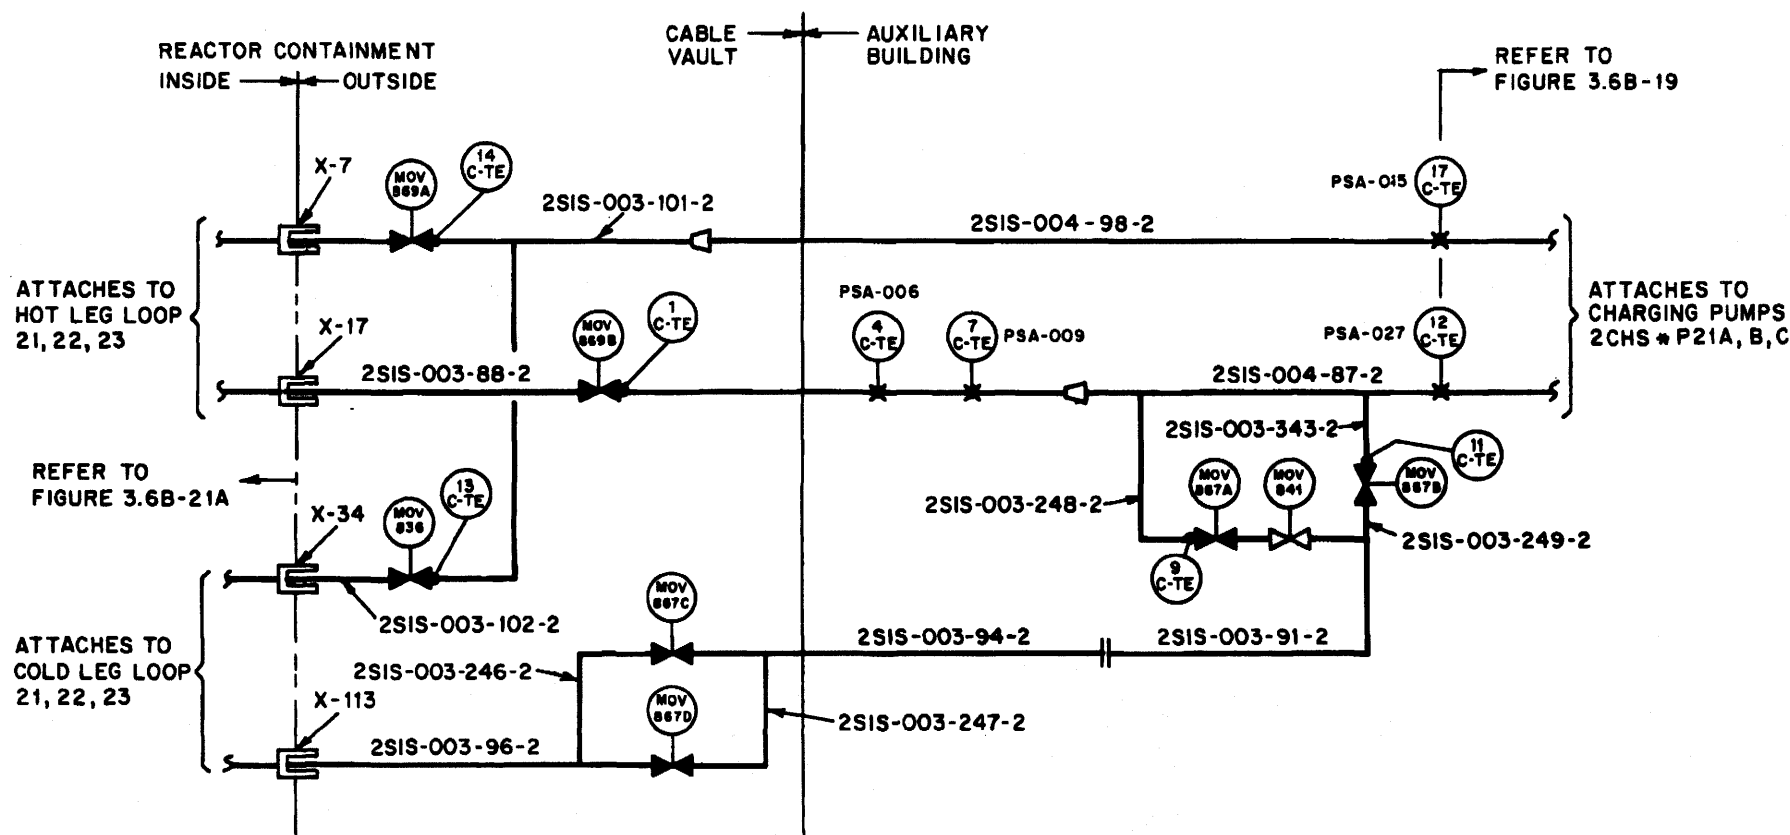 CABLE
VAULT
AUXILIARY
BUILDING
REACTOR CONTAINMENT
INSIDE
OUTSIDE
REFER TO
FIGURE 3.6B-19
X-7
MOV
869A
14
C-TE
2SIS-003-101-2
2SIS-004-98-2
PSA-015
17
C-TE
ATTACHES TO
HOT LEG LOOP
21, 22, 23
X-17
2SIS-003-88-2
MOV
869B
1
C-TE
PSA-006
4
C-TE
7
C-TE
PSA-009
2SIS-004-87-2
PSA-027
12
C-TE
ATTACHES TO
CHARGING PUMPS
2CHS * P21A, B, C
2SIS-003-343-2
11
C-TE
MOV
867B
REFER TO
FIGURE 3.6B-21A
X-34
MOV
836
13
C-TE
2SIS-003-248-2
MOV
867A
MOV
841
2SIS-003-249-2
9
C-TE
2SIS-003-102-2
ATTACHES TO
COLD LEG LOOP
21, 22, 23
MOV
867C
2SIS-003-94-2
2SIS-003-91-2
2SIS-003-246-2
X-113
MOV
867D
2SIS-003-247-2
2SIS-003-96-2